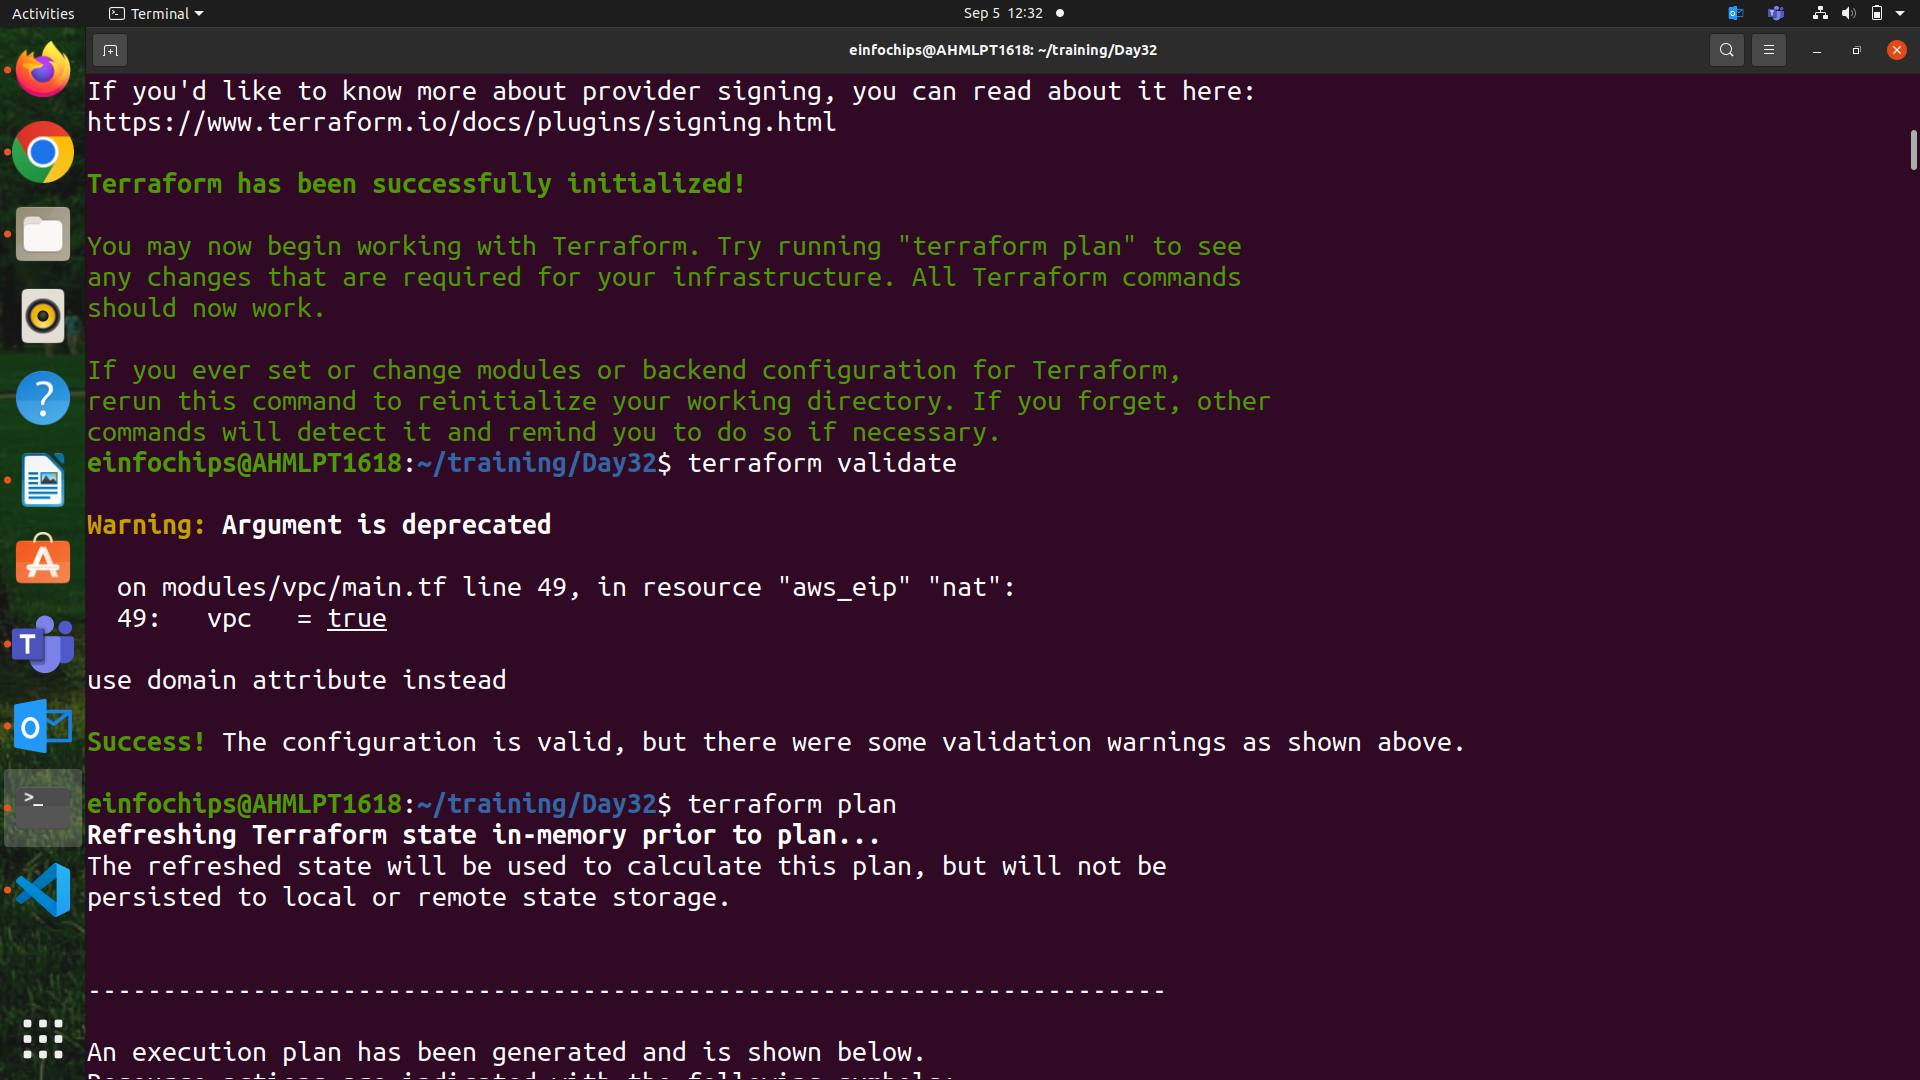 Activities
Terminal
Sep 5 12:32
einfochips@AHMLPT1618: ~/training/Day32
If you'd like to know more about provider signing, you can read about it here:
https://www.terraform.io/docs/plugins/signing.html
Terraform has been successfully initialized!
You may now begin working with Terraform. Try running "terraform plan" to see
any changes that are required for your infrastructure. All Terraform commands
should now work.
If you ever set or change modules or backend configuration for Terraform,
rerun this command to reinitialize your working directory. If you forget, other
commands will detect it and remind you to do so if necessary.
einfochips@AHMLPT1618:~/training/Day32$ terraform validate
Warning: Argument is deprecated
on modules/vpc/main.tf line 49, in resource "aws_eip" "nat":
49:   vpc   = true
use domain attribute instead
Success! The configuration is valid, but there were some validation warnings as shown above.
einfochips@AHMLPT1618:~/training/Day32$ terraform plan
Refreshing Terraform state in-memory prior to plan...
The refreshed state will be used to calculate this plan, but will not be
persisted to local or remote state storage.
------------------------------------------------------------------------
An execution plan has been generated and is shown below.
Resource actions are indicated with the following symbols: